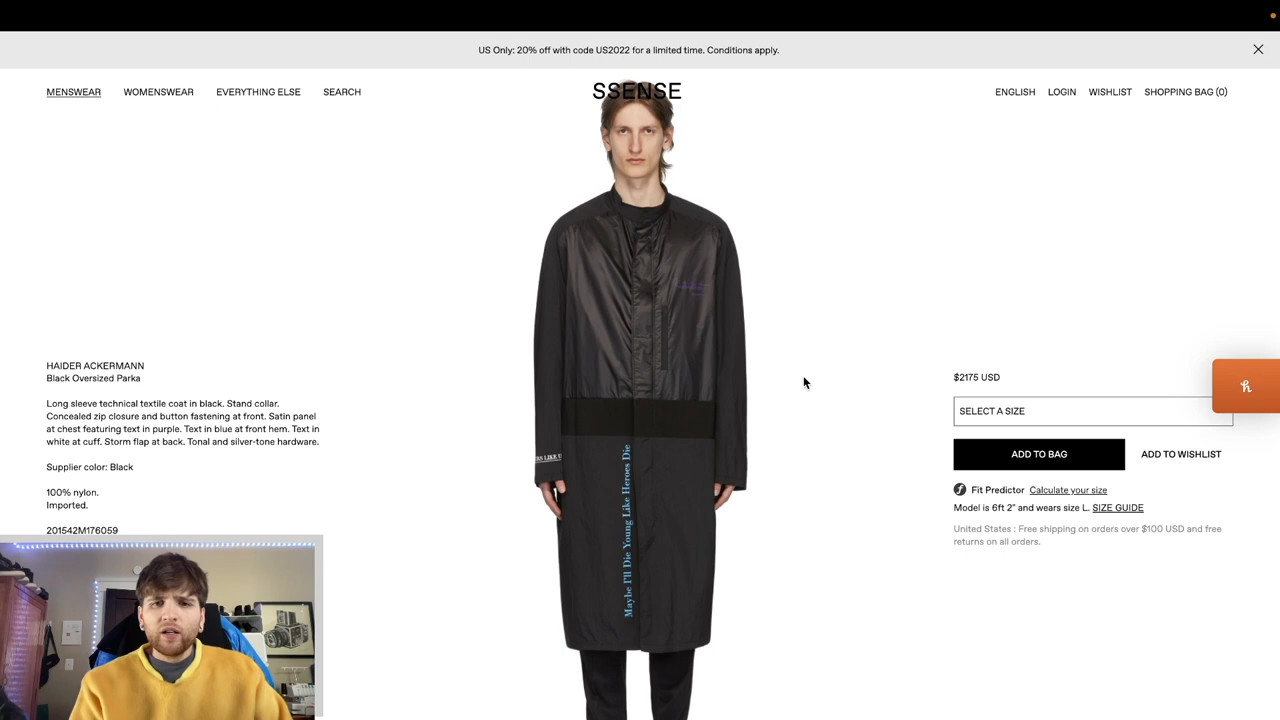 US Only: 20% off with code US2022 for a limited time. Conditions apply.
MENSWEAR WOMENSWEAR EVERYTHING ELSE SEARCH
SSENSE
ENGLISH LOGIN WISHLIST SHOPPING BAG (0)
HAIDER ACKERMANN
Black Oversized Parka
Long sleeve technical textile coat in black. Stand collar.
Concealed zip closure and button fastening at front. Satin panel
at chest featuring text in purple. Text in blue at front hem. Text in
white at cuff. Storm flap at back. Tonal and silver-tone hardware.
Supplier color: Black
100% nylon.
Imported.
201542M176059
Maybe I'll Die Young Like Heroes Die
$2175 USD
SELECT A SIZE
ADD TO BAG
ADD TO WISHLIST
Fit Predictor Calculate your size
Model is 6ft 2" and wears size L. SIZE GUIDE
United States : Free shipping on orders over $100 USD and free
returns on all orders.